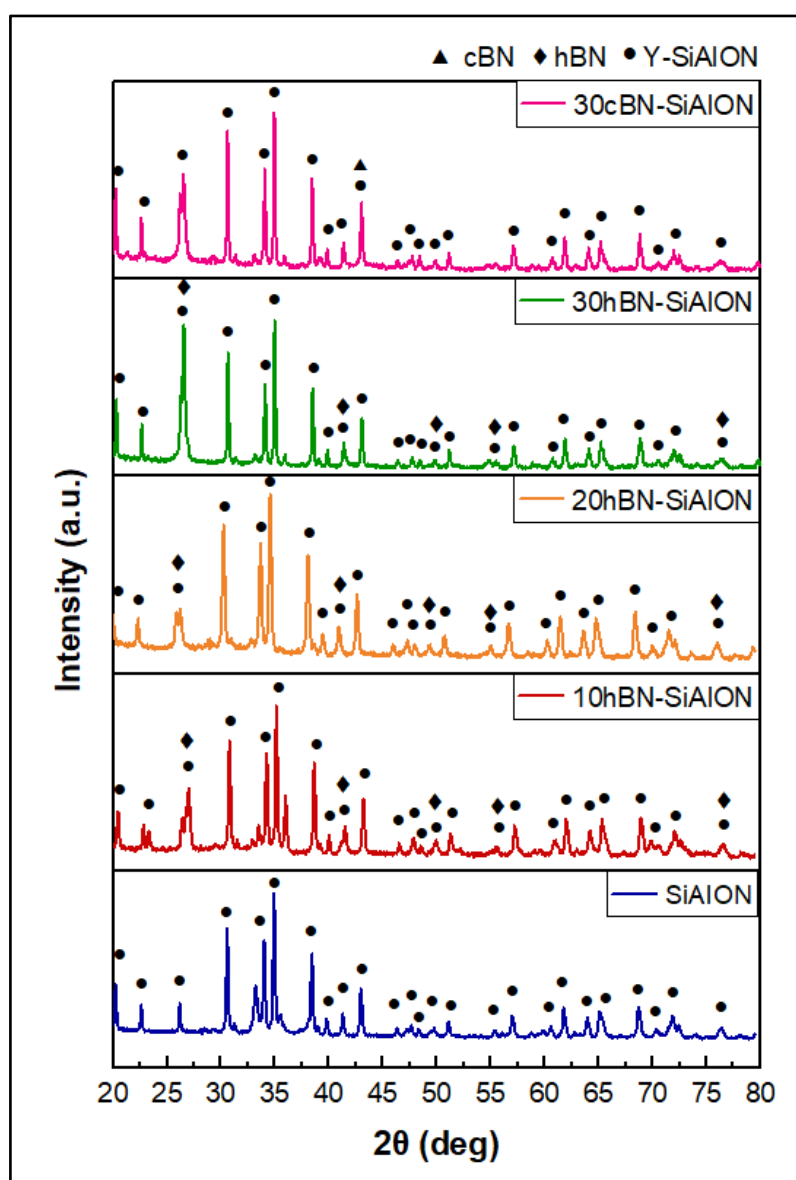 ▲ cBN ♦ hBN ● Y-SiAlON
30cBN-SiAlON
30hBN-SiAlON
20hBN-SiAlON
10hBN-SiAlON
SiAlON
Intensity (a.u.)
20 25 30 35 40 45 50 55 60 65 70 75 80
2θ (deg)